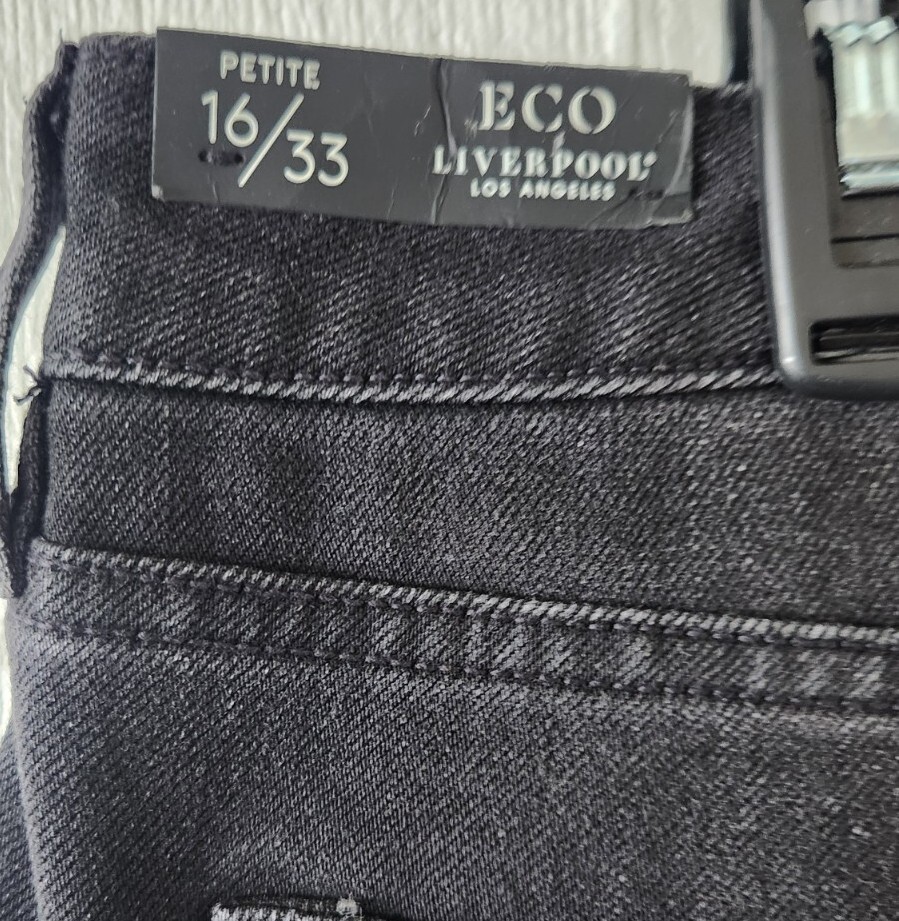 PETITE
16/33
ECO
LIVERPOOL®
LOS ANGELES